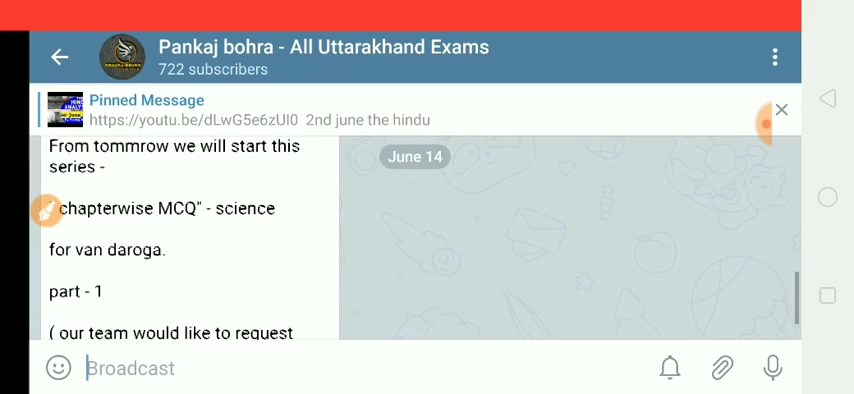 Pankaj bohra - All Uttarakhand Exams
722 subscribers
Pinned Message
https://youtu.be/dLwG5e6zUI0 2nd june the hindu
June 14
From tommrow we will start this
series -
chapterwise MCQ" - science
for van daroga.
part - 1
( our team would like to request
Broadcast